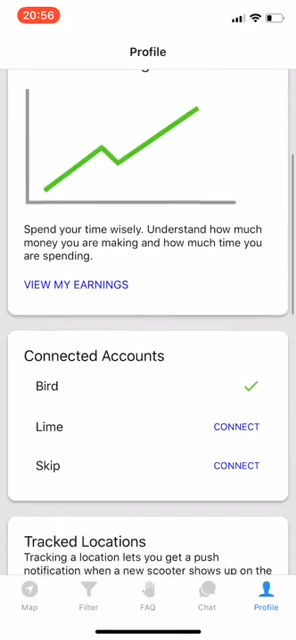 20:56
Profile
Spend your time wisely. Understand how much
money you are making and how much time you
are spending.
VIEW MY EARNINGS
Connected Accounts
Bird
Lime CONNECT
Skip CONNECT
Tracked Locations
Tracking a location lets you get a push
notification when a new scooter shows up on the
Map Filter FAQ Chat Profile